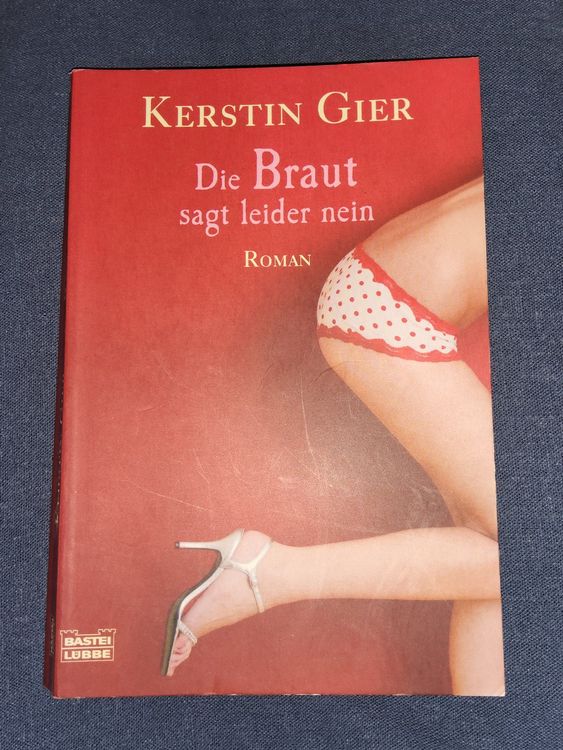 KERSTIN GIER
Die Braut
sagt leider nein
ROMAN
BASTEI
LÜBBE